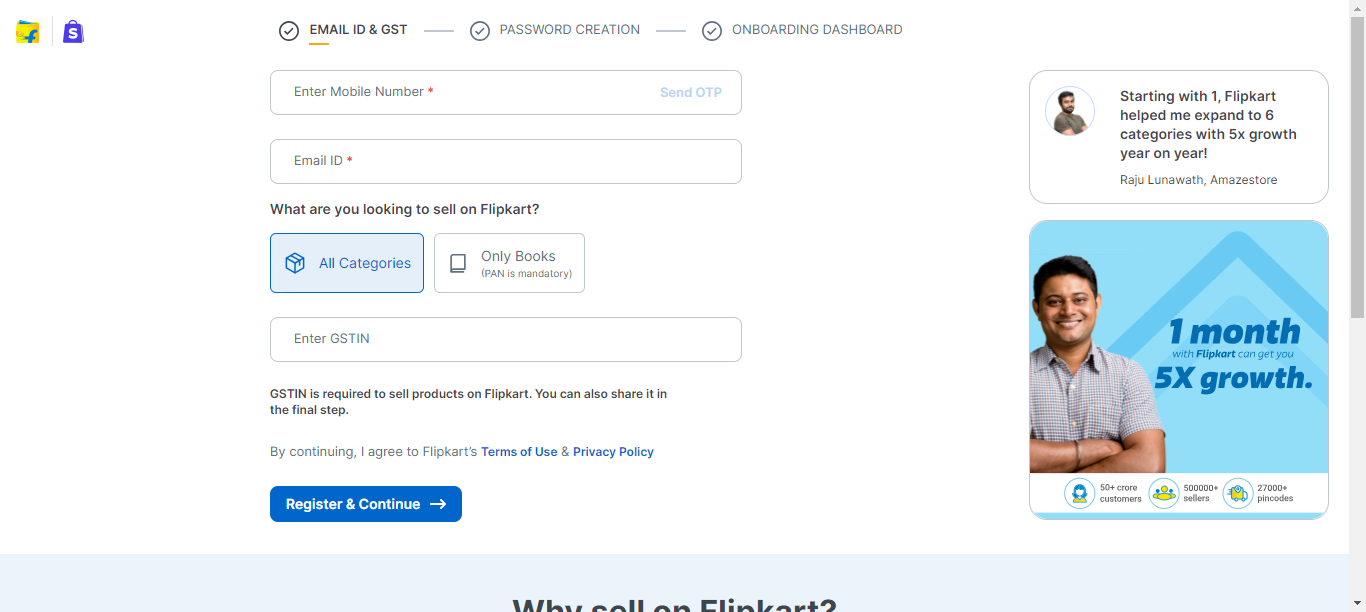 S
EMAIL ID & GST
PASSWORD CREATION
ONBOARDING DASHBOARD
Enter Mobile Number *
Send OTP
Email ID *
What are you looking to sell on Flipkart?
All Categories
Only Books
(PAN is mandatory)
Enter GSTIN
GSTIN is required to sell products on Flipkart. You can also share it in
the final step.
By continuing, I agree to Flipkart's Terms of Use & Privacy Policy
Register & Continue →
Starting with 1, Flipkart
helped me expand to 6
categories with 5x growth
year on year!
Raju Lunawath, Amazestore
1 month
with Flipkart can get you
5X growth.
50+ crore
customers
500000+
sellers
27000+
pincodes
Why sell on Flipkart?